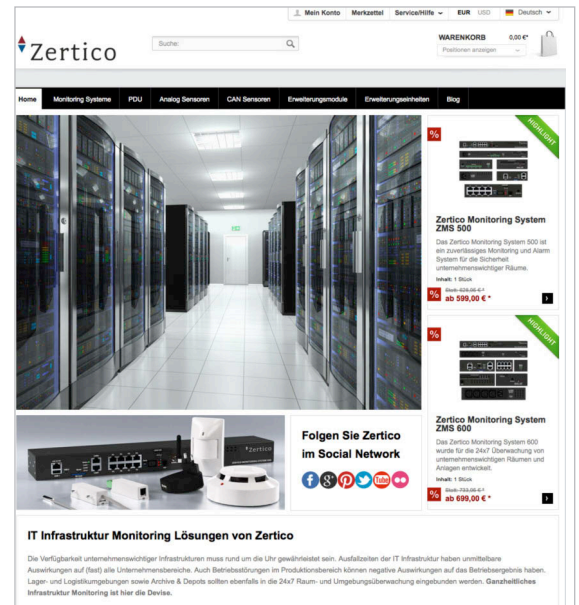 Mein Konto Merkzettel Service/Hilfe EUR USD Deutsch
Zertico
Suche:
WARENKORB 0,00 €*
Positionen anzeigen
Home Monitoring Systeme PDU Analog Sensoren CAN Sensoren Erweiterungsmodule Erweiterungseinheiten Blog
%
HIGHLIGHT
Zertico Monitoring System
ZMS 500
Das Zertico Monitoring System 500 ist
ein zuverlässiges Monitoring und Alarm
System für die Sicherheit
unternehmenswichtiger Räume.
Inhalt: 1 Stück
%
ab 599,00 € *
%
HIGHLIGHT
Zertico Monitoring System
ZMS 600
Das Zertico Monitoring System 600
wurde für die 24x7 Überwachung von
unternehmenswichtigen Räumen und
Anlagen entwickelt.
Inhalt: 1 Stück
%
ab 699,00 € *
Zertico
Folgen Sie Zertico
im Social Network
f g+ Tube
IT Infrastruktur Monitoring Lösungen von Zertico
Die Verfügbarkeit unternehmenswichtiger Infrastrukturen muss rund um die Uhr gewährleistet sein. Ausfallzeiten der IT Infrastruktur haben unmittelbare
Auswirkungen auf (fast) alle Unternehmensbereiche. Auch Betriebsstörungen im Produktionsbereich können negative Auswirkungen auf das Betriebsergebnis haben.
Lager- und Logistikumgebungen sowie Archive & Depots sollten ebenfalls in die 24x7 Raum- und Umgebungsüberwachung eingebunden werden. Ganzheitliches
Infrastruktur Monitoring ist hier die Devise.